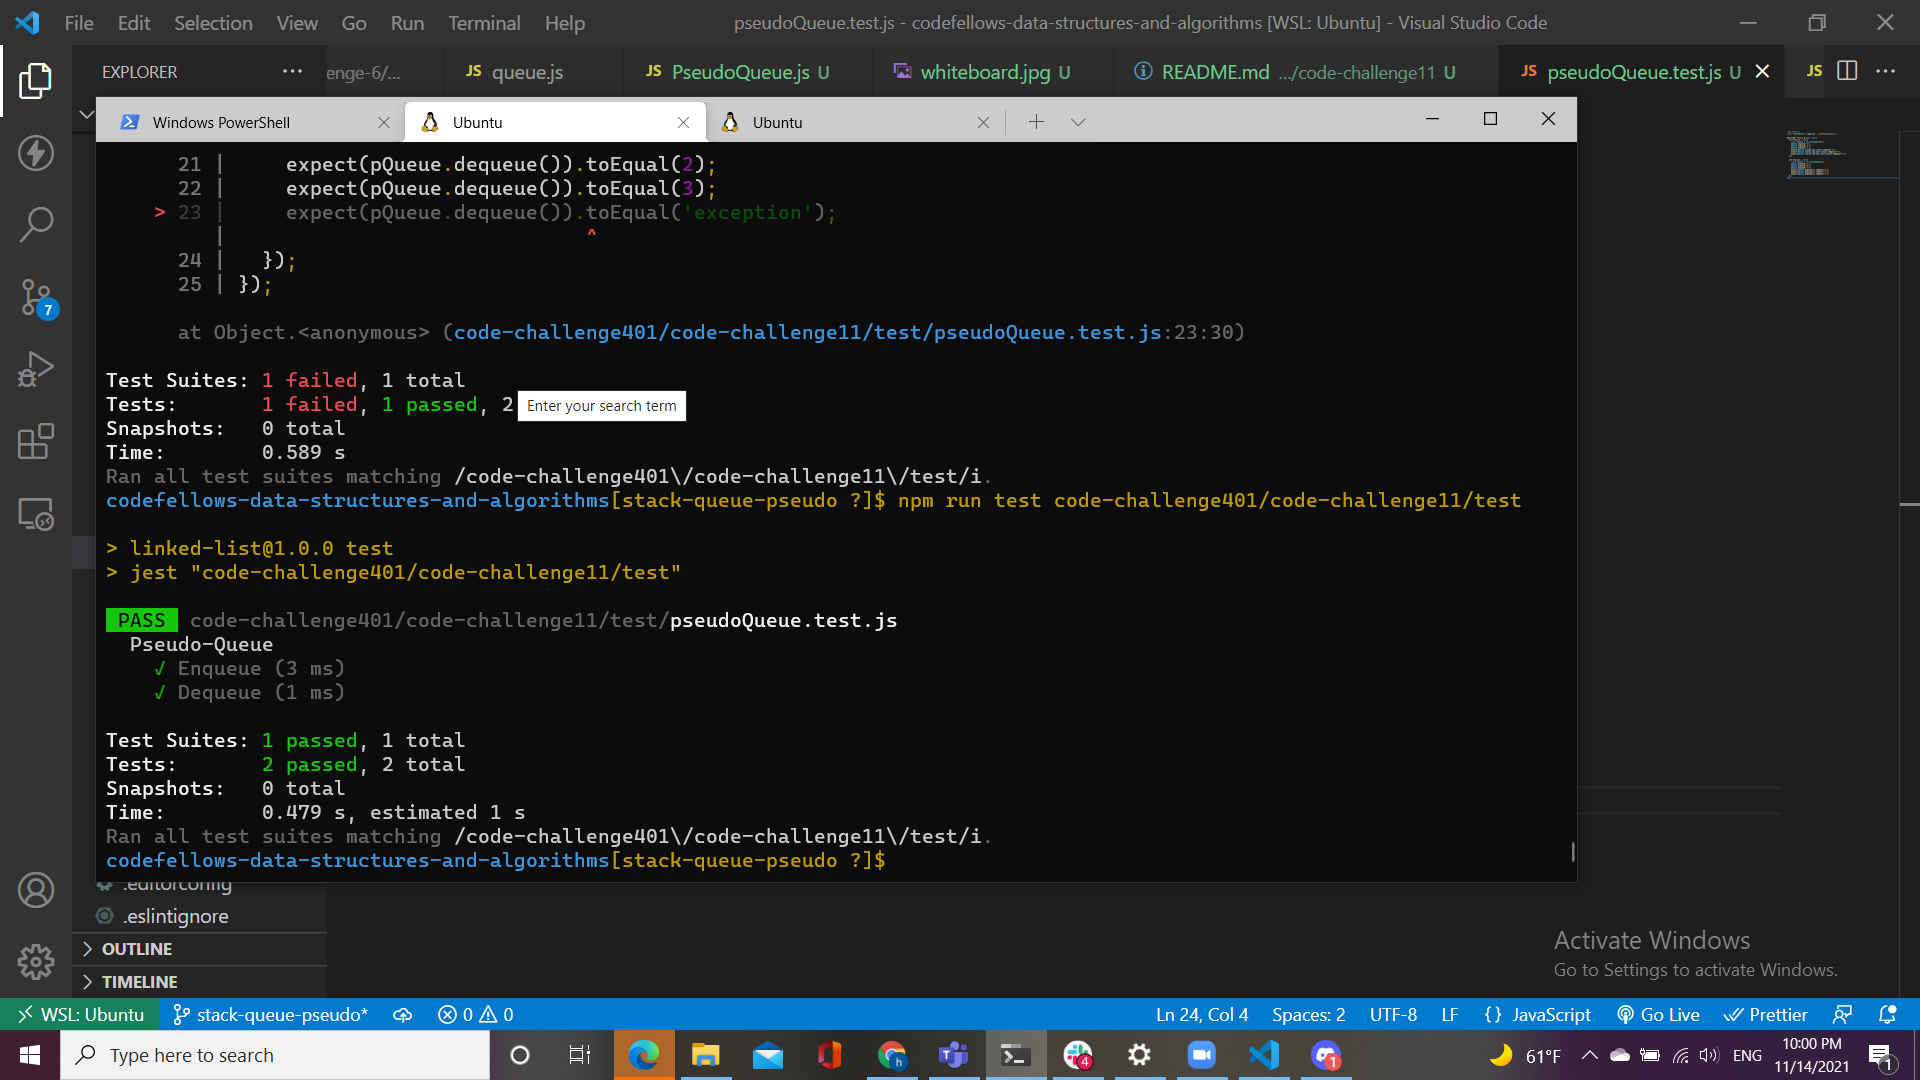 File Edit Selection View Go Run Terminal Help
pseudoQueue.test.js - codefellows-data-structures-and-algorithms [WSL: Ubuntu] - Visual Studio Code
EXPLORER ...
enge-6/...
JS queue.js
JS PseudoQueue.js U
whiteboard.jpg U
README.md .../code-challenge11 U
JS pseudoQueue.test.js U
JS
Windows PowerShell
Ubuntu
Ubuntu
21 |     expect(pQueue.dequeue()).toEqual(2);
22 |     expect(pQueue.dequeue()).toEqual(3);
> 23 |     expect(pQueue.dequeue()).toEqual('exception');
|                              ^
24 |   });
25 | });
at Object.<anonymous> (code-challenge401/code-challenge11/test/pseudoQueue.test.js:23:30)
Test Suites: 1 failed, 1 total
Tests:       1 failed, 1 passed, 2
Enter your search term
Snapshots:   0 total
Time:        0.589 s
Ran all test suites matching /code-challenge401\/code-challenge11\/test/i.
codefellows-data-structures-and-algorithms[stack-queue-pseudo ?]$ npm run test code-challenge401/code-challenge11/test
> linked-list@1.0.0 test
> jest "code-challenge401/code-challenge11/test"
PASS code-challenge401/code-challenge11/test/pseudoQueue.test.js
Pseudo-Queue
√ Enqueue (3 ms)
√ Dequeue (1 ms)
Test Suites: 1 passed, 1 total
Tests:       2 passed, 2 total
Snapshots:   0 total
Time:        0.479 s, estimated 1 s
Ran all test suites matching /code-challenge401\/code-challenge11\/test/i.
codefellows-data-structures-and-algorithms[stack-queue-pseudo ?]$
.editorconfig
.eslintignore
OUTLINE
TIMELINE
7
Activate Windows
Go to Settings to activate Windows.
WSL: Ubuntu
stack-queue-pseudo*
0 0
Ln 24, Col 4
Spaces: 2
UTF-8
LF
{ } JavaScript
Go Live
Prettier
Type here to search
4
1
61°F
ENG
10:00 PM
11/14/2021
1